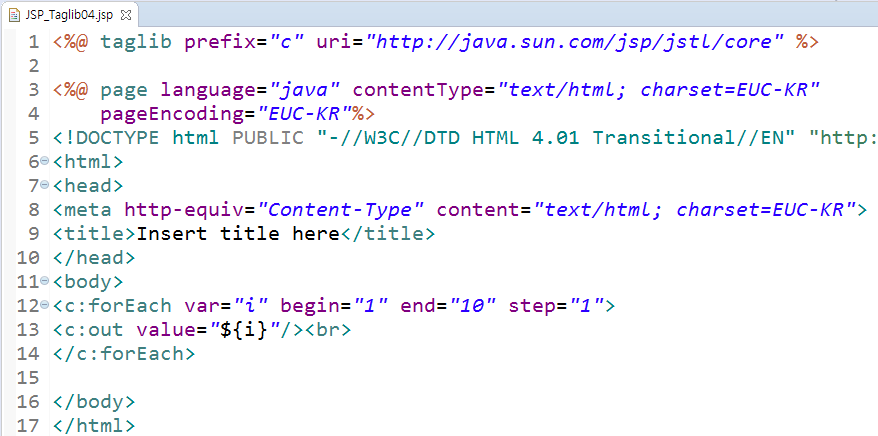 JSP_Taglib04.jsp
1 <%@ taglib prefix="c" uri="http://java.sun.com/jsp/jstl/core" %>
2
3 <%@ page language="java" contentType="text/html; charset=EUC-KR"
4     pageEncoding="EUC-KR"%>
5 <!DOCTYPE html PUBLIC "-//W3C//DTD HTML 4.01 Transitional//EN" "http:
6 <html>
7 <head>
8 <meta http-equiv="Content-Type" content="text/html; charset=EUC-KR">
9 <title>Insert title here</title>
10 </head>
11 <body>
12 <c:forEach var="i" begin="1" end="10" step="1">
13 <c:out value="${i}"/><br>
14 </c:forEach>
15
16 </body>
17 </html>